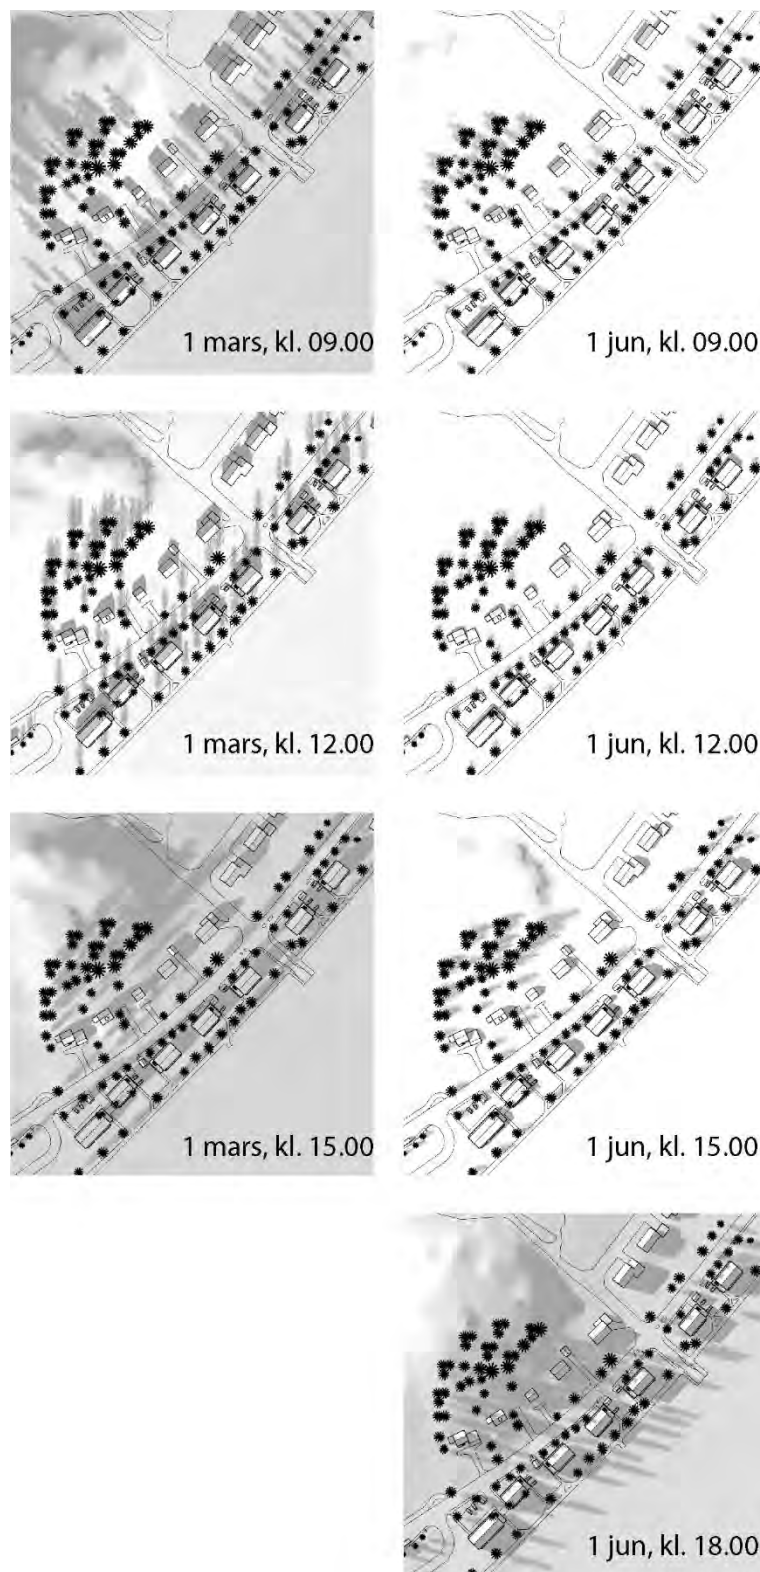 1 mars, kl. 09.00
1 jun, kl. 09.00
1 mars, kl. 12.00
1 jun, kl. 12.00
1 mars, kl. 15.00
1 jun, kl. 15.00
1 jun, kl. 18.00